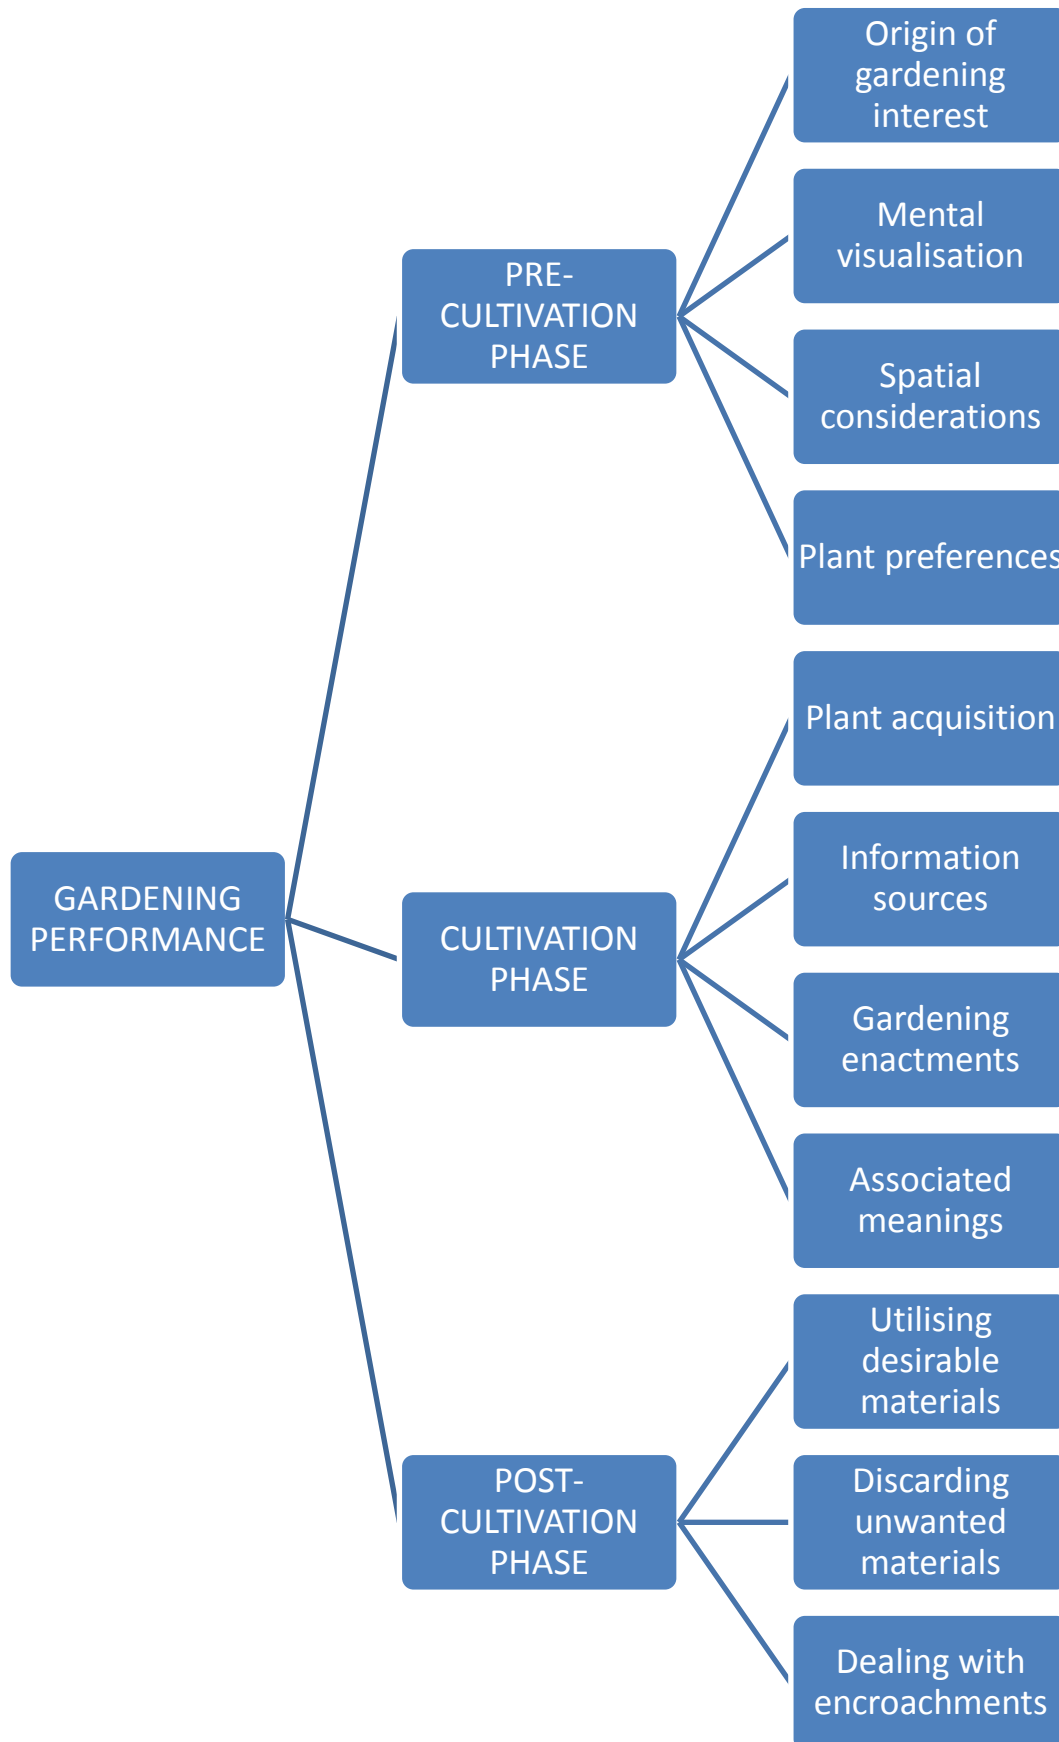 GARDENING
PERFORMANCE
PRE-
CULTIVATION
PHASE
Origin of
gardening
interest
Mental
visualisation
Spatial
considerations
Plant preferences
CULTIVATION
PHASE
Plant acquisition
Information
sources
Gardening
enactments
Associated
meanings
POST-
CULTIVATION
PHASE
Utilising
desirable
materials
Discarding
unwanted
materials
Dealing with
encroachments